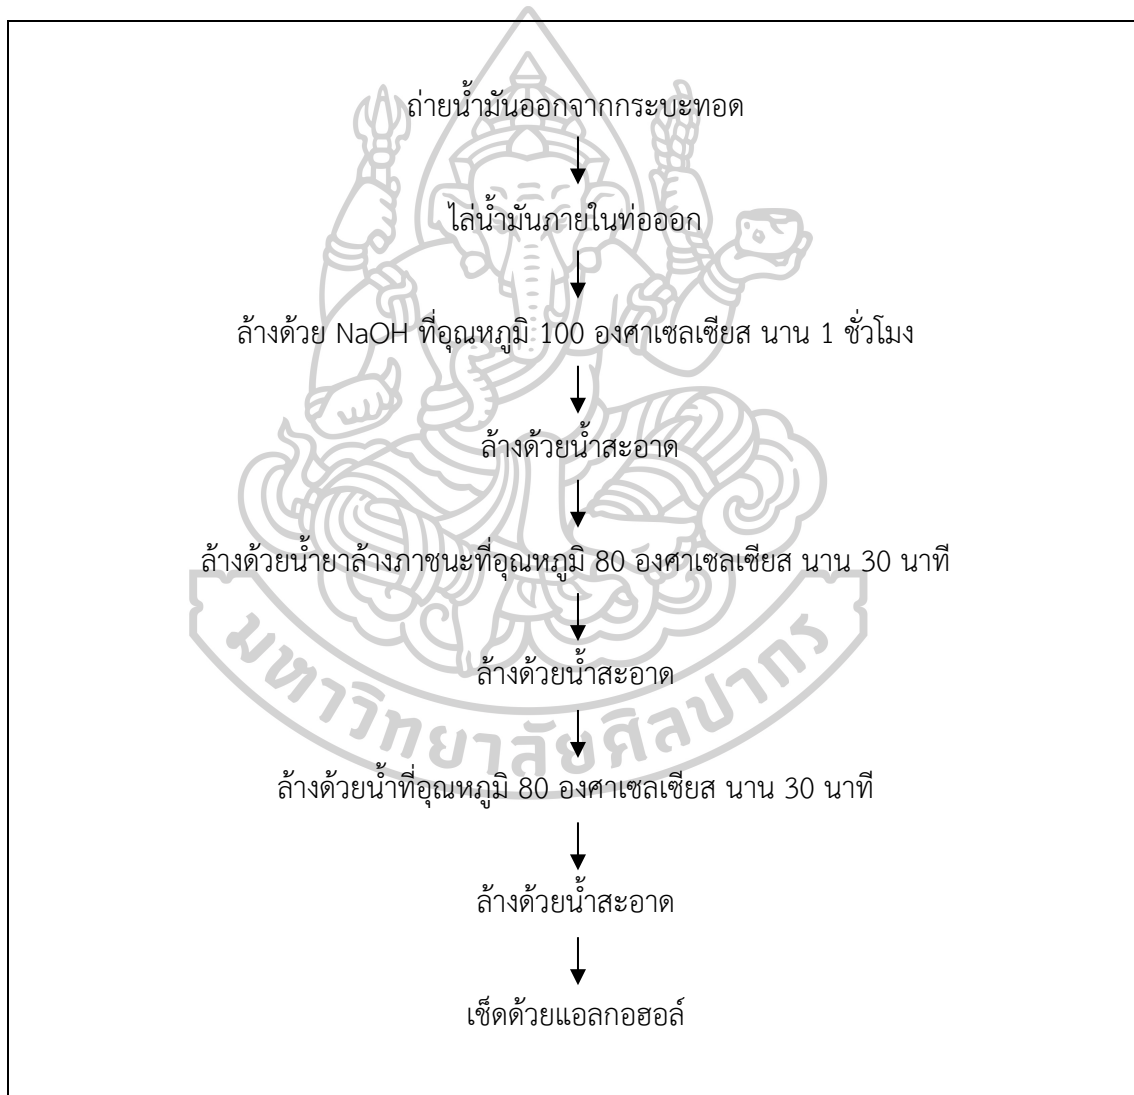 ถ่ายน้ำมันออกจากกระบะทอด
ไล่น้ำมันภายในท่อออก
ล้างด้วย NaOH ที่อุณหภูมิ 100 องศาเซลเซียส นาน 1 ชั่วโมง
ล้างด้วยน้ำสะอาด
ล้างด้วยน้ำยาล้างภาชนะที่อุณหภูมิ 80 องศาเซลเซียส นาน 30 นาที
ล้างด้วยน้ำสะอาด
มหาวิทยาลัยศิลปากร
ล้างด้วยน้ำที่อุณหภูมิ 80 องศาเซลเซียส นาน 30 นาที
ล้างด้วยน้ำสะอาด
เช็ดด้วยแอลกอฮอล์